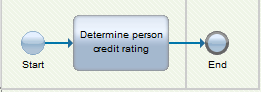 Determine person
credit rating
Start
End